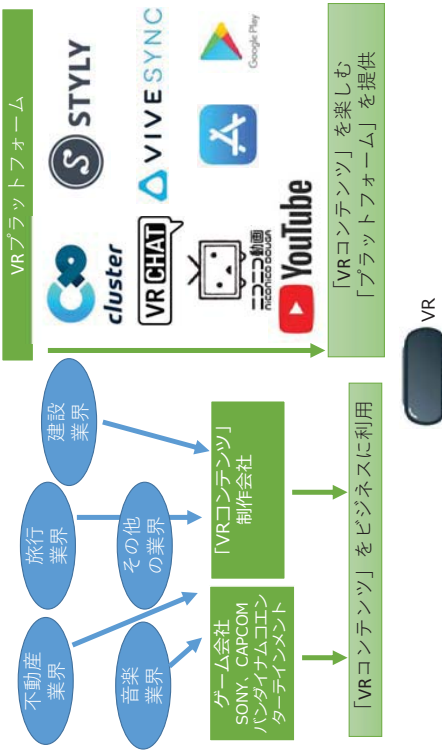 不動産
業界
旅行
業界
建設
業界
音楽
業界
その他
の業界
ゲーム会社
SONY、CAPCOM
バンダイナムコエン
ターテインメント
「VRコンテンツ」
制作会社
「VRコンテンツ」をビジネスに利用
VRプラットフォーム
cluster
STYLY
VR CHAT
VIVESYNC
ニコニコ動画
niconico douga
Google Play
YouTube
「VRコンテンツ」を楽しむ
「プラットフォーム」を提供
VR